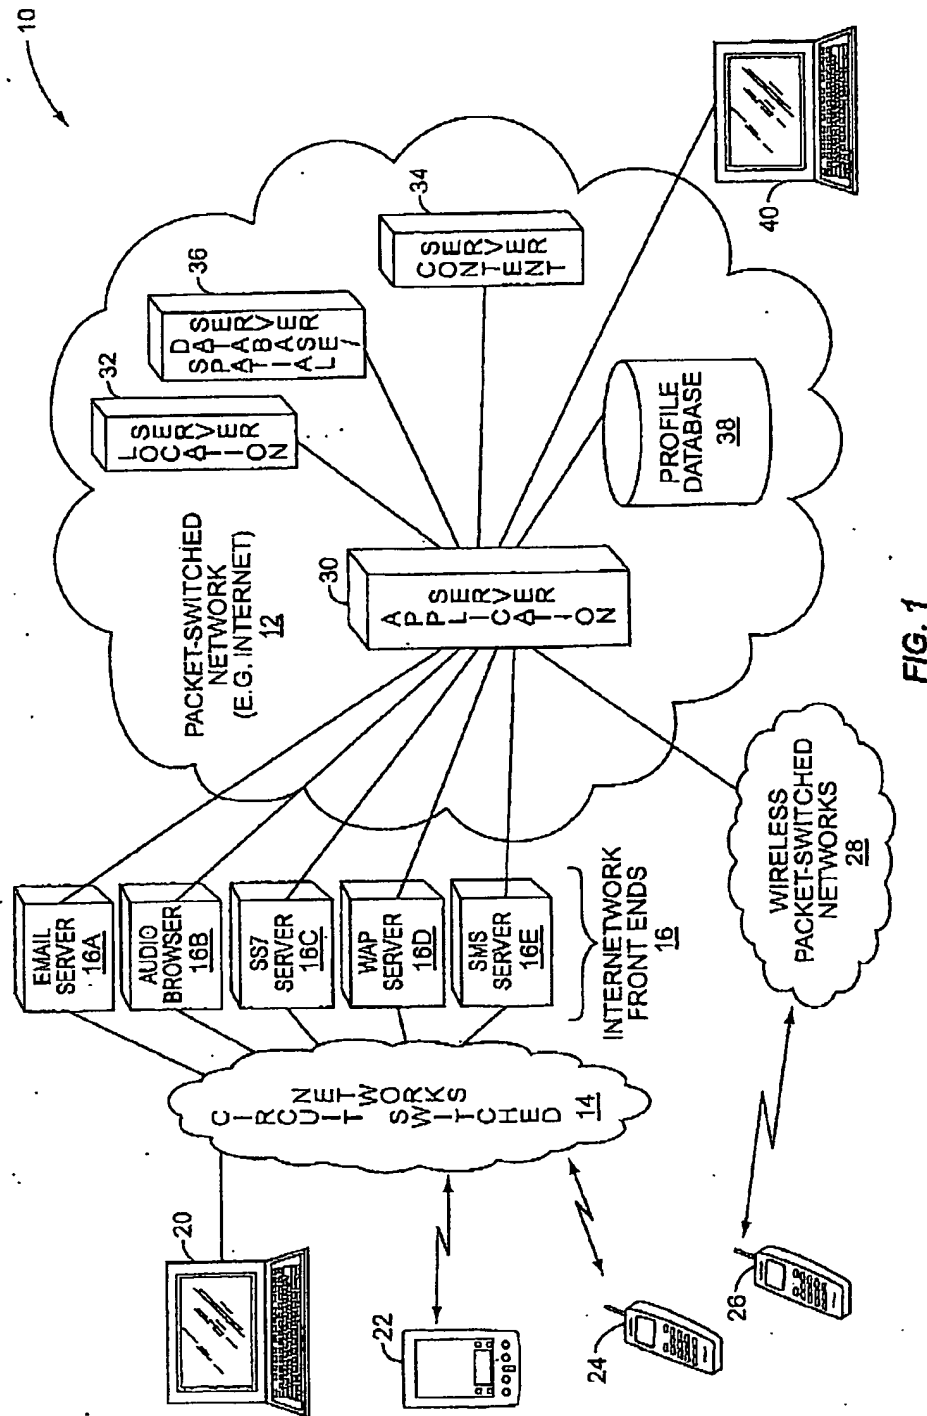 10
PACKET-SWITCHED
NETWORK
(E.G. INTERNET)
12
LOCATION
SERVER
32
SPATIAL
DATABASE/
SERVER
36
CONTENT
SERVER
34
APPLICATION
SERVER
30
PROFILE
DATABASE
38
40
EMAIL
SERVER
16A
AUDIO
BROWSER
16B
SS7
SERVER
16C
WAP
SERVER
16D
SMS
SERVER
16E
INTERNETWORK
FRONT ENDS
16
CIRCUIT SWITCHED
NETWORKS
14
WIRELESS
PACKET-SWITCHED
NETWORKS
28
20
22
24
26
FIG. 1